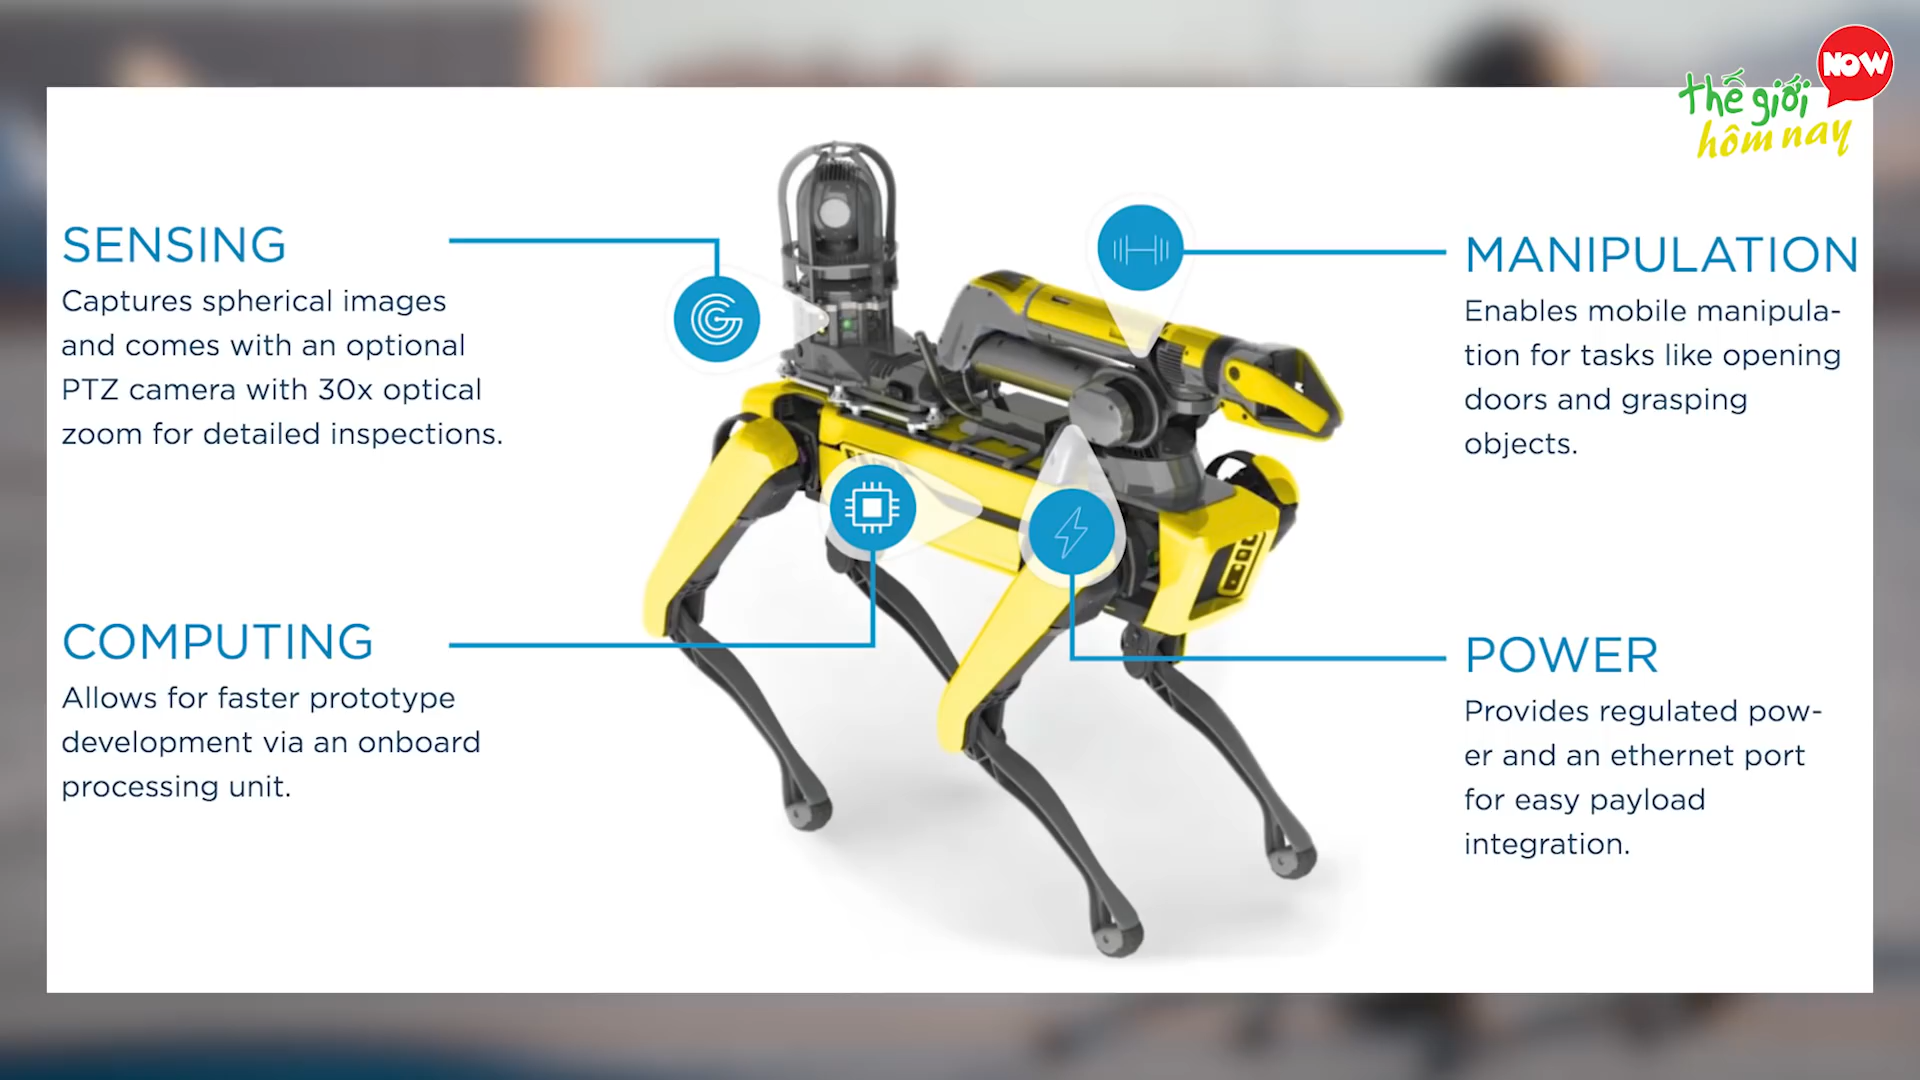 NOW
thế giới
hôm nay
SENSING
Captures spherical images
and comes with an optional
PTZ camera with 30x optical
zoom for detailed inspections.
MANIPULATION
Enables mobile manipula-
tion for tasks like opening
doors and grasping
objects.
COMPUTING
Allows for faster prototype
development via an onboard
processing unit.
POWER
Provides regulated pow-
er and an ethernet port
for easy payload
integration.